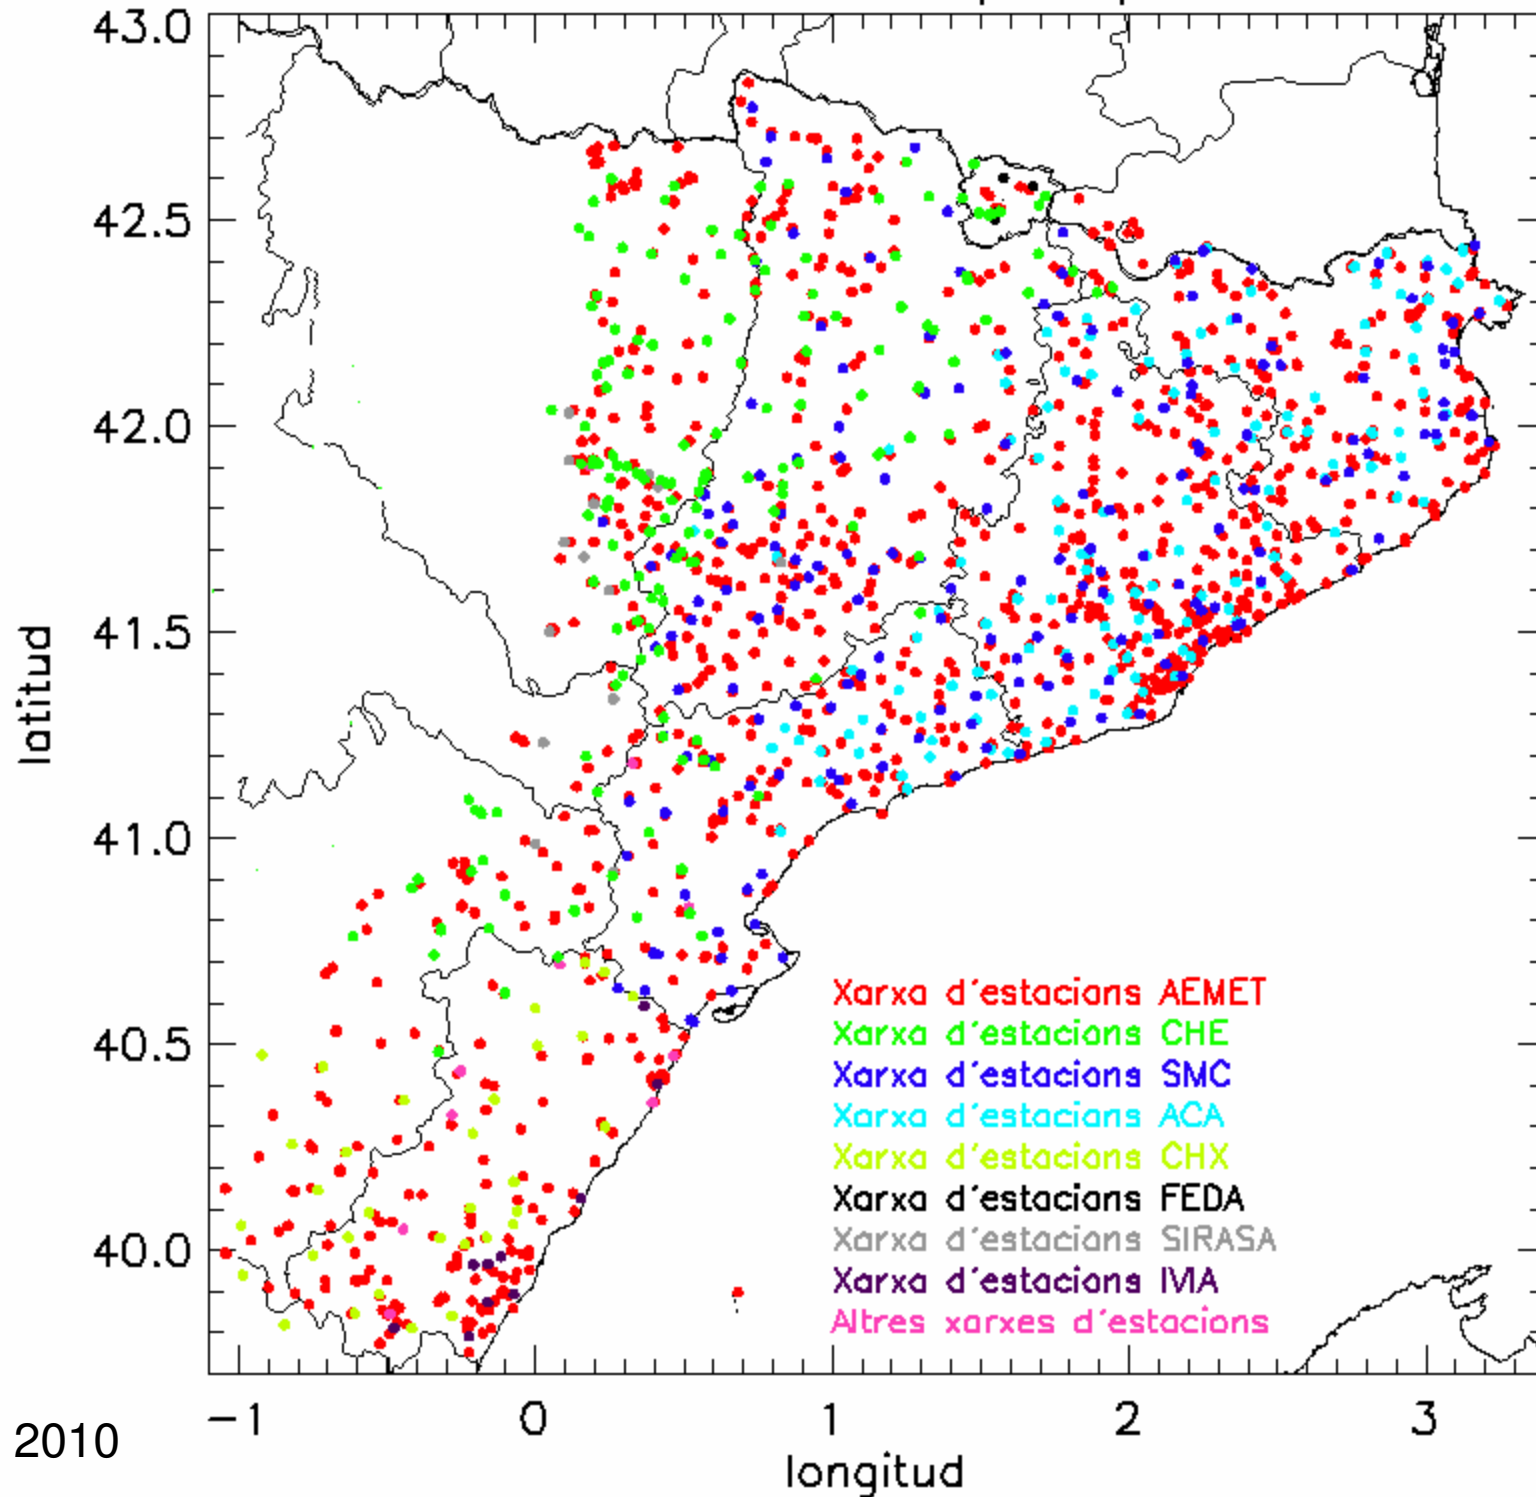 43.0
42.5
42.0
41.5
41.0
40.5
40.0
latitud
Xarxa d'estacions AEMET
Xarxa d'estacions CHE
Xarxa d'estacions SMC
Xarxa d'estacions ACA
Xarxa d'estacions CHX
Xarxa d'estacions FEDA
Xarxa d'estacions SIRASA
Xarxa d'estacions IVIA
Altres xarxes d'estacions
-1 0 1 2 3
longitud
2010